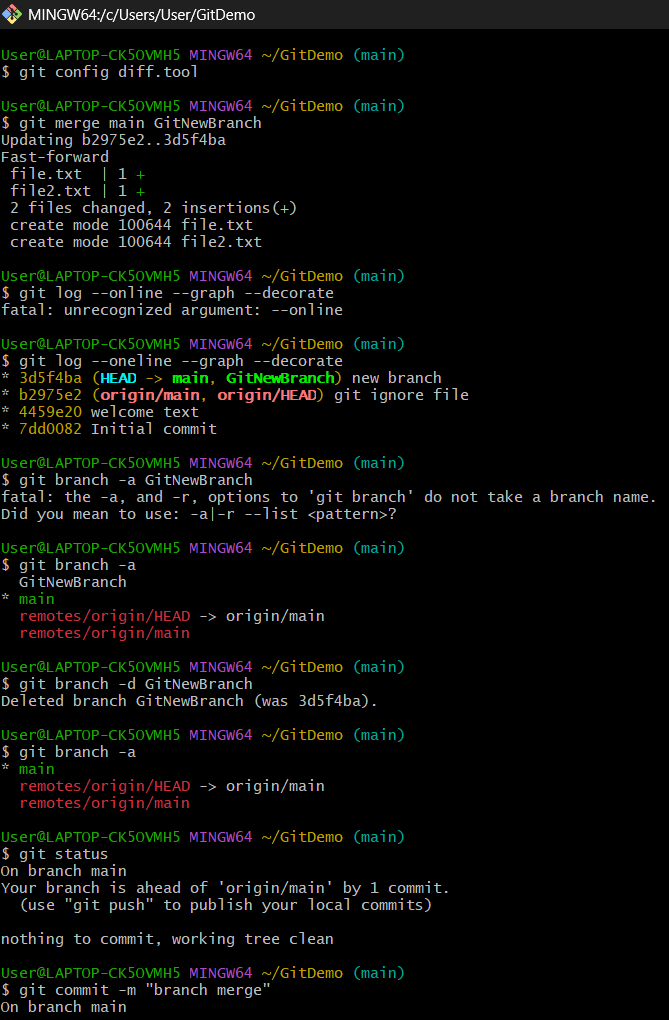 MINGW64:/c/Users/User/GitDemo
User@LAPTOP-CK5OVMH5 MINGW64 ~/GitDemo (main)
$ git config diff.tool
User@LAPTOP-CK5OVMH5 MINGW64 ~/GitDemo (main)
$ git merge main GitNewBranch
Updating b2975e2..3d5f4ba
Fast-forward
 file.txt  | 1 +
 file2.txt | 1 +
 2 files changed, 2 insertions(+)
 create mode 100644 file.txt
 create mode 100644 file2.txt
User@LAPTOP-CK5OVMH5 MINGW64 ~/GitDemo (main)
$ git log --online --graph --decorate
fatal: unrecognized argument: --online
User@LAPTOP-CK5OVMH5 MINGW64 ~/GitDemo (main)
$ git log --oneline --graph --decorate
* 3d5f4ba (HEAD -> main, GitNewBranch) new branch
* b2975e2 (origin/main, origin/HEAD) git ignore file
* 4459e20 welcome text
* 7dd0082 Initial commit
User@LAPTOP-CK5OVMH5 MINGW64 ~/GitDemo (main)
$ git branch -a GitNewBranch
fatal: the -a, and -r, options to 'git branch' do not take a branch name.
Did you mean to use: -a|-r --list <pattern>?
User@LAPTOP-CK5OVMH5 MINGW64 ~/GitDemo (main)
$ git branch -a
  GitNewBranch
* main
  remotes/origin/HEAD -> origin/main
  remotes/origin/main
User@LAPTOP-CK5OVMH5 MINGW64 ~/GitDemo (main)
$ git branch -d GitNewBranch
Deleted branch GitNewBranch (was 3d5f4ba).
User@LAPTOP-CK5OVMH5 MINGW64 ~/GitDemo (main)
$ git branch -a
* main
  remotes/origin/HEAD -> origin/main
  remotes/origin/main
User@LAPTOP-CK5OVMH5 MINGW64 ~/GitDemo (main)
$ git status
On branch main
Your branch is ahead of 'origin/main' by 1 commit.
  (use "git push" to publish your local commits)
nothing to commit, working tree clean
User@LAPTOP-CK5OVMH5 MINGW64 ~/GitDemo (main)
$ git commit -m "branch merge"
On branch main